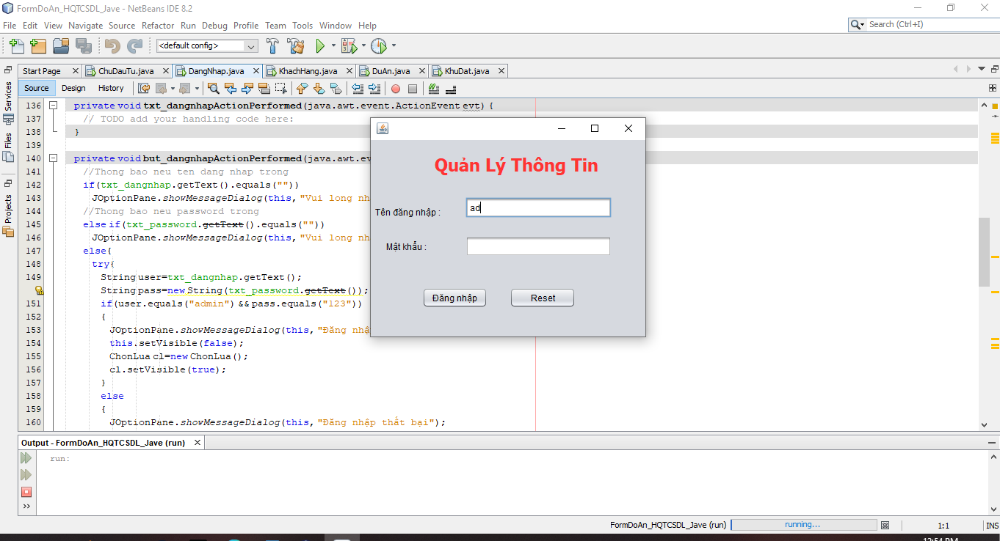 FormDoAn_HQTCSDL_Jave - NetBeans IDE 8.2
File Edit View Navigate Source Refactor Run Debug Profile Team Tools Window Help
Search (Ctrl+I)
<default config>
Start Page ChuDauTu.java DangNhap.java KhachHang.java DuAn.java KhuDat.java
Source Design History
Services
Files
Projects
136 private void txt_dangnhapActionPerformed(java.awt.event.ActionEvent evt) {
137 // TODO add your handling code here:
138 }
139
140 private void but_dangnhapActionPerformed(java.awt.ev
141 //Thong bao neu ten dang nhap trong
142 if(txt_dangnhap.getText().equals(""))
143 JOptionPane.showMessageDialog(this,"Vui long nh
144 //Thong bao neu password trong
145 else if(txt_password.getText().equals(""))
146 JOptionPane.showMessageDialog(this,"Vui long nh
147 else{
148 try{
149 String user=txt_dangnhap.getText();
String pass=new String(txt_password.getText());
151 if(user.equals("admin") && pass.equals("123"))
152 {
153 JOptionPane.showMessageDialog(this,"Đăng nhậ
154 this.setVisible(false);
155 ChonLua cl=new ChonLua();
156 cl.setVisible(true);
157 }
158 else
159 {
160 JOptionPane.showMessageDialog(this,"Đăng nhập thất bại");
Quản Lý Thông Tin
Tên đăng nhập : ad
Mật khẩu :
Đăng nhập Reset
Output - FormDoAn_HQTCSDL_Jave (run)
run:
FormDoAn_HQTCSDL_Jave (run) running... 1:1 INS
12:54 PM